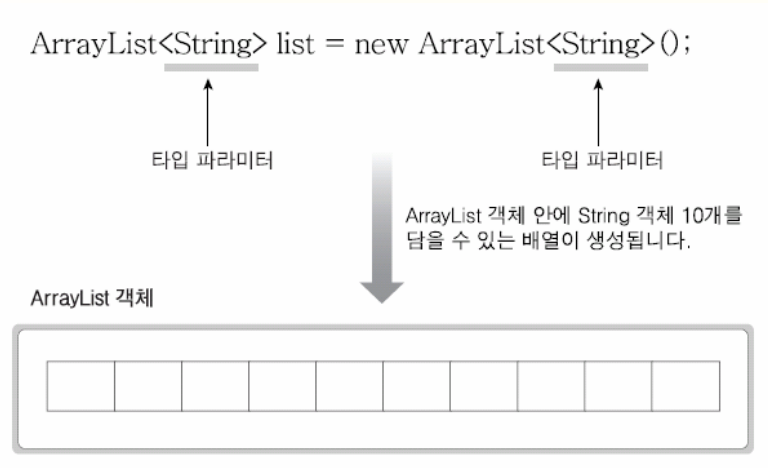 ArrayList<String> list = new ArrayList<String>();
타입 파라미터
타입 파라미터
ArrayList 객체 안에 String 객체 10개를
담을 수 있는 배열이 생성됩니다.
ArrayList 객체